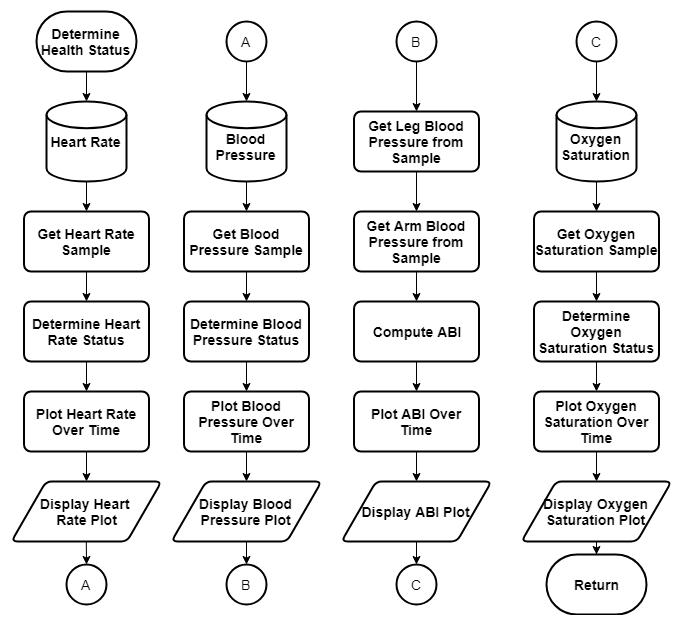 Determine
Health Status
Heart Rate
Get Heart Rate
Sample
Determine Heart
Rate Status
Plot Heart Rate
Over Time
Display Heart
Rate Plot
A
A
Blood
Pressure
Get Blood
Pressure Sample
Determine Blood
Pressure Status
Plot Blood
Pressure Over
Time
Display Blood
Pressure Plot
B
B
Get Leg Blood
Pressure from
Sample
Get Arm Blood
Pressure from
Sample
Compute ABI
Plot ABI Over
Time
Display ABI Plot
C
C
Oxygen
Saturation
Get Oxygen
Saturation Sample
Determine
Oxygen
Saturation Status
Plot Oxygen
Saturation Over
Time
Display Oxygen
Saturation Plot
Return